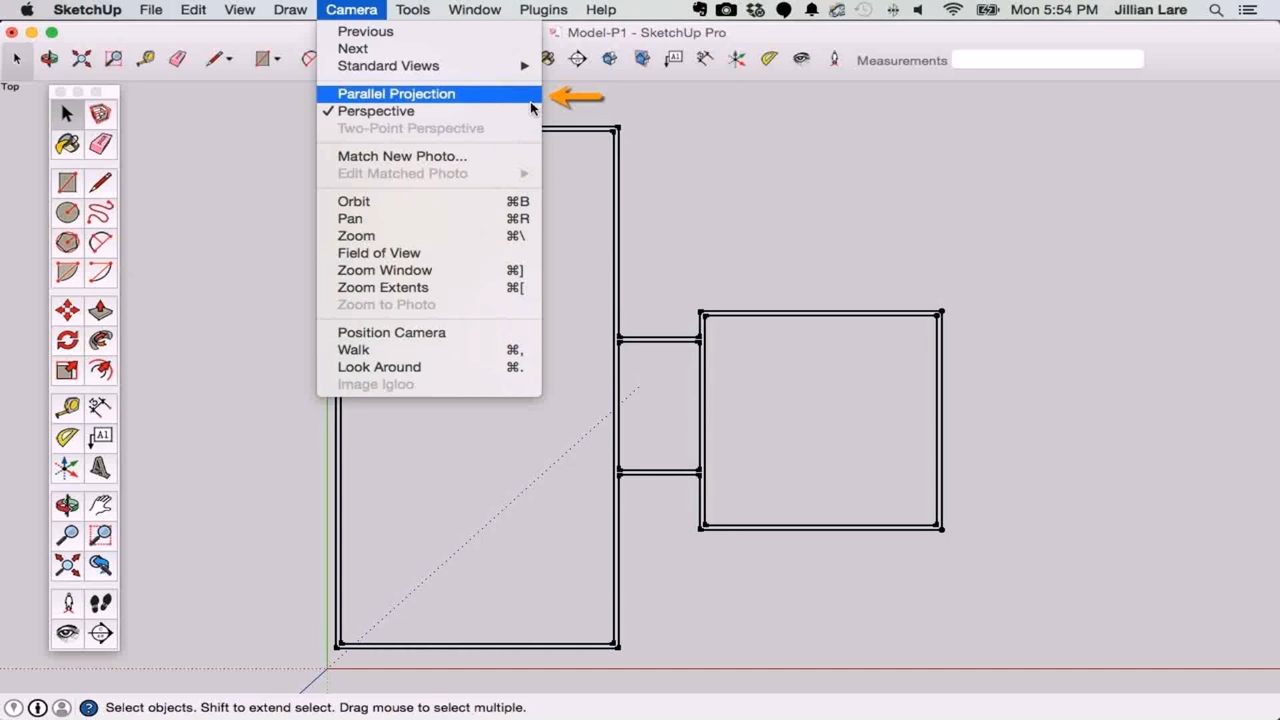 SketchUp File Edit View Draw Camera Tools Window Plugins Help Mon 5:54 PM Jillian Lare
Model-P1 - SketchUp Pro
Measurements
Top
Previous
Next
Standard Views
Parallel Projection
Perspective
Two-Point Perspective
Match New Photo...
Edit Matched Photo
Orbit ⌘B
Pan ⌘R
Zoom ⌘\
Field of View
Zoom Window ⌘]
Zoom Extents ⌘[
Zoom to Photo
Position Camera
Walk ⌘,
Look Around ⌘.
Image Igloo
A1
Select objects. Shift to extend select. Drag mouse to select multiple.